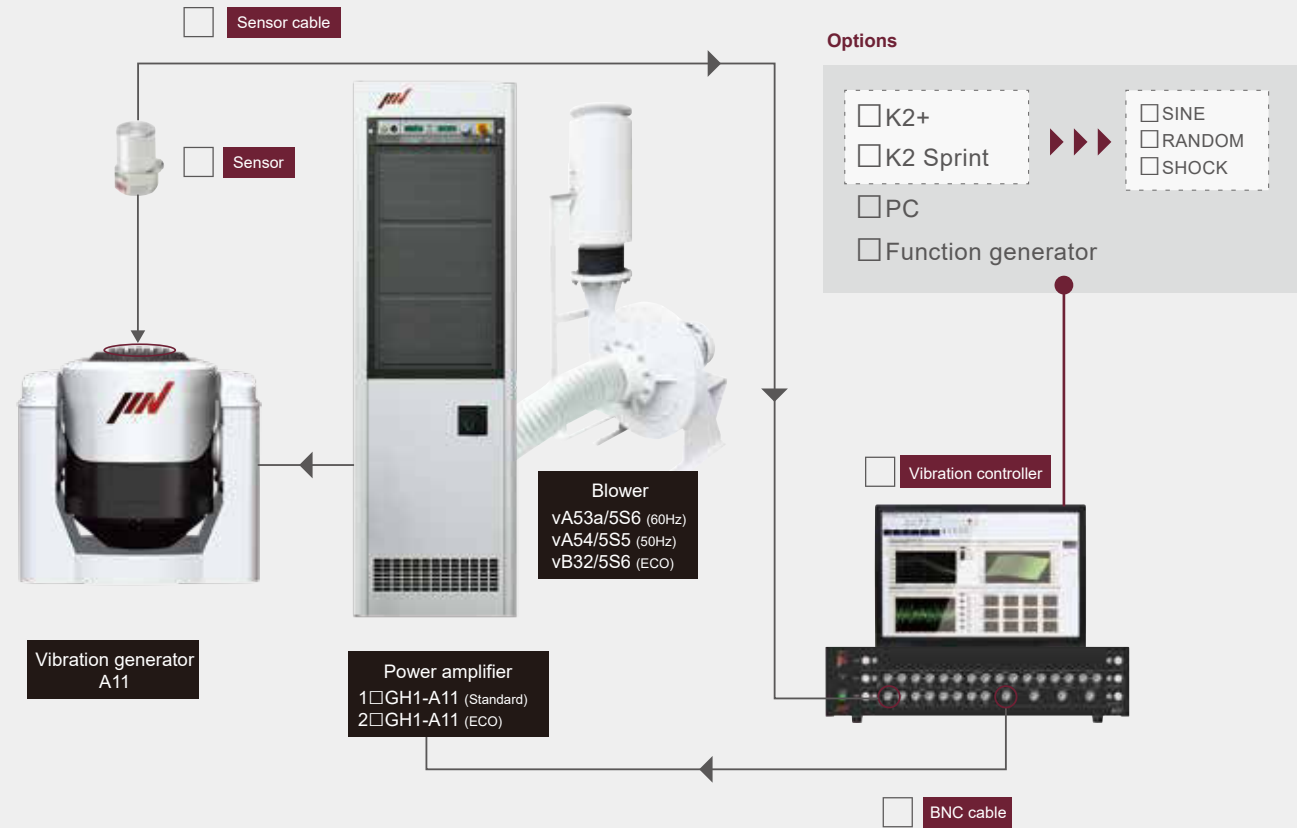 Sensor cable
Options
K2+
K2 Sprint
SINE
RANDOM
SHOCK
PC
Function generator
Sensor
Vibration controller
Blower
vA53a/5S6 (60Hz)
vA54/5S5 (50Hz)
vB32/5S6 (ECO)
Vibration generator
A11
Power amplifier
1□GH1-A11 (Standard)
2□GH1-A11 (ECO)
BNC cable